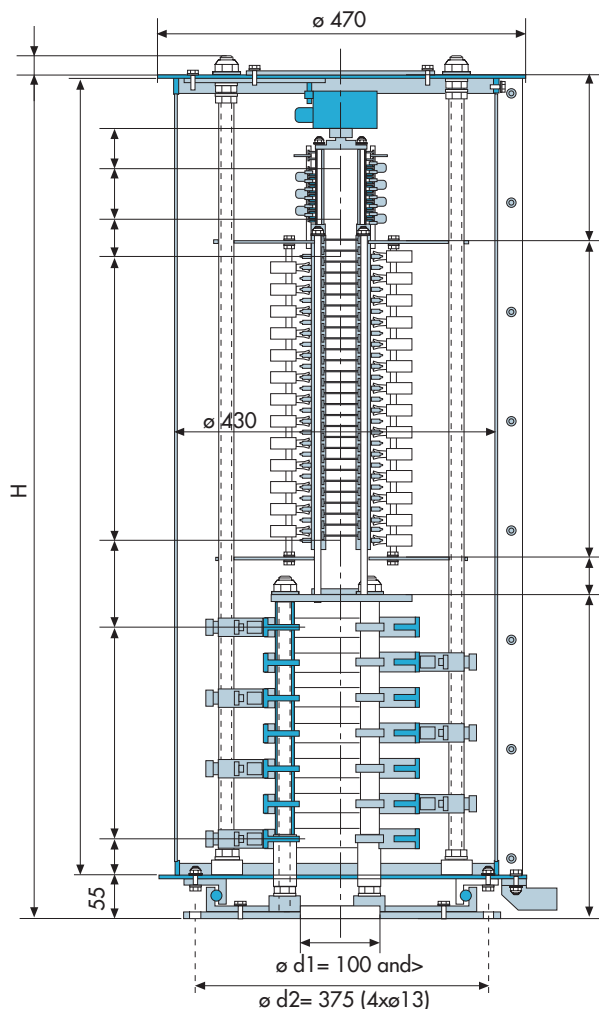 ø 470
ø 430
H
55
ø d1= 100 and>
ø d2= 375 (4xø13)